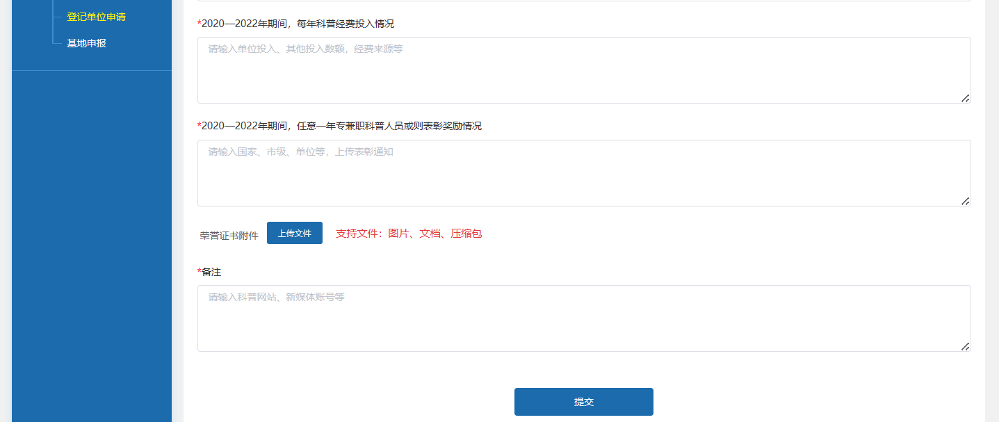 登记单位申请
基地申报
*2020—2022年期间，每年科普经费投入情况
请输入单位投入、其他投入数额，经费来源等
*2020—2022年期间，任意一年专兼职科普人员或则表彰奖励情况
请输入国家、市级、单位等，上传表彰通知
荣誉证书附件 上传文件 支持文件：图片、文档、压缩包
*备注
请输入科普网站、新媒体账号等
提交